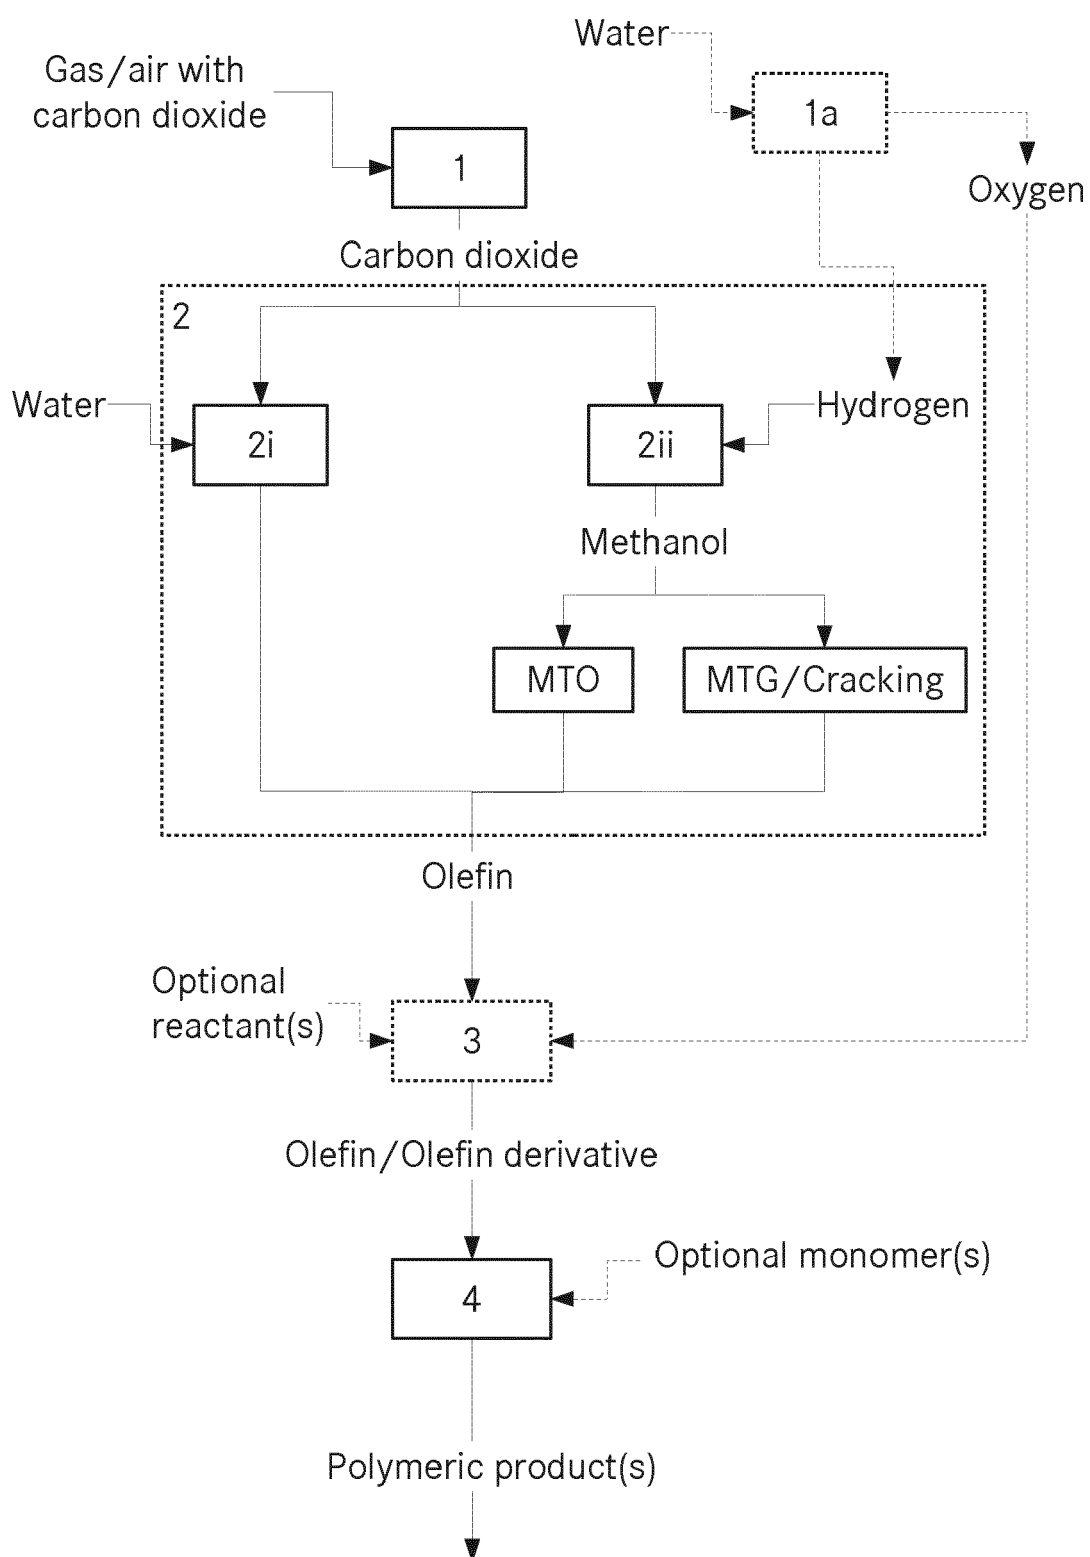 Water
Gas/air with
carbon dioxide
1a
1
Oxygen
Carbon dioxide
2
Water
Hydrogen
2i
2ii
Methanol
MTO
MTG/Cracking
Olefin
Optional
reactant(s)
3
Olefin/Olefin derivative
Optional monomer(s)
4
Polymeric product(s)